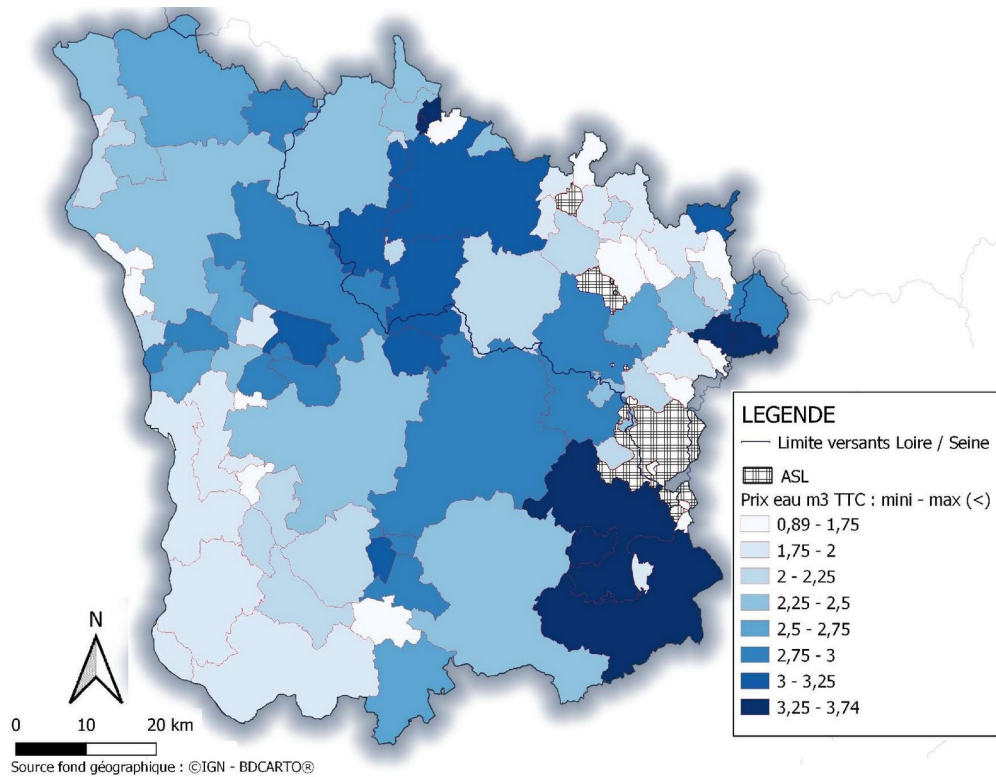 LEGENDE
Limite versants Loire / Seine
ASL
Prix eau m3 TTC : mini - max (<)
0,89 - 1,75
1,75 - 2
2 - 2,25
2,25 - 2,5
2,5 - 2,75
2,75 - 3
3 - 3,25
3,25 - 3,74
N
0 10 20 km
Source fond géographique : ©IGN - BDCARTO®